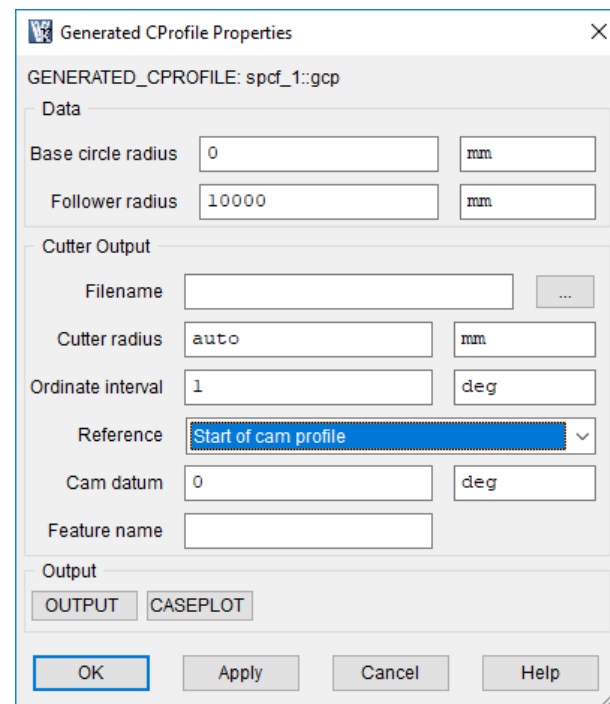 Generated CProfile Properties
GENERATED_CPROFILE: spcf_1::gcp
Data
Base circle radius 0 mm
Follower radius 10000 mm
Cutter Output
Filename ...
Cutter radius auto mm
Ordinate interval 1 deg
Reference Start of cam profile
Cam datum 0 deg
Feature name
Output
OUTPUT CASEPLOT
OK Apply Cancel Help